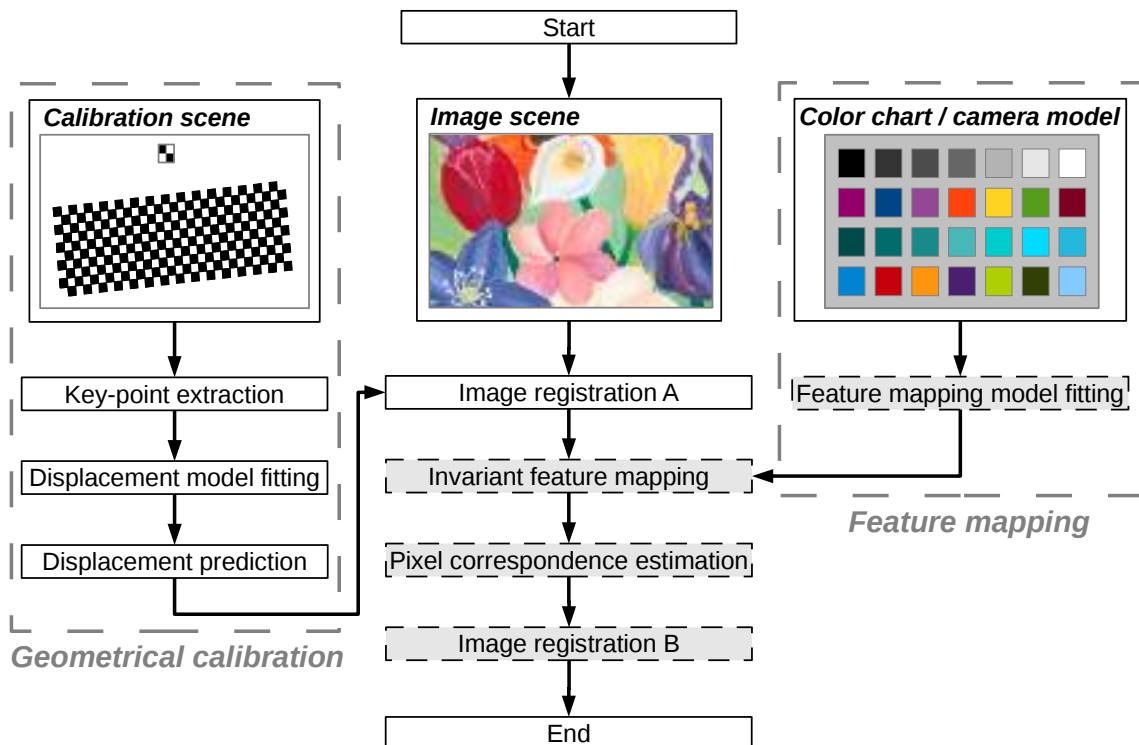 Start
Calibration scene
Image scene
Color chart / camera model
Key-point extraction
Image registration A
Feature mapping model fitting
Displacement model fitting
Invariant feature mapping
Feature mapping
Displacement prediction
Pixel correspondence estimation
Image registration B
Geometrical calibration
End